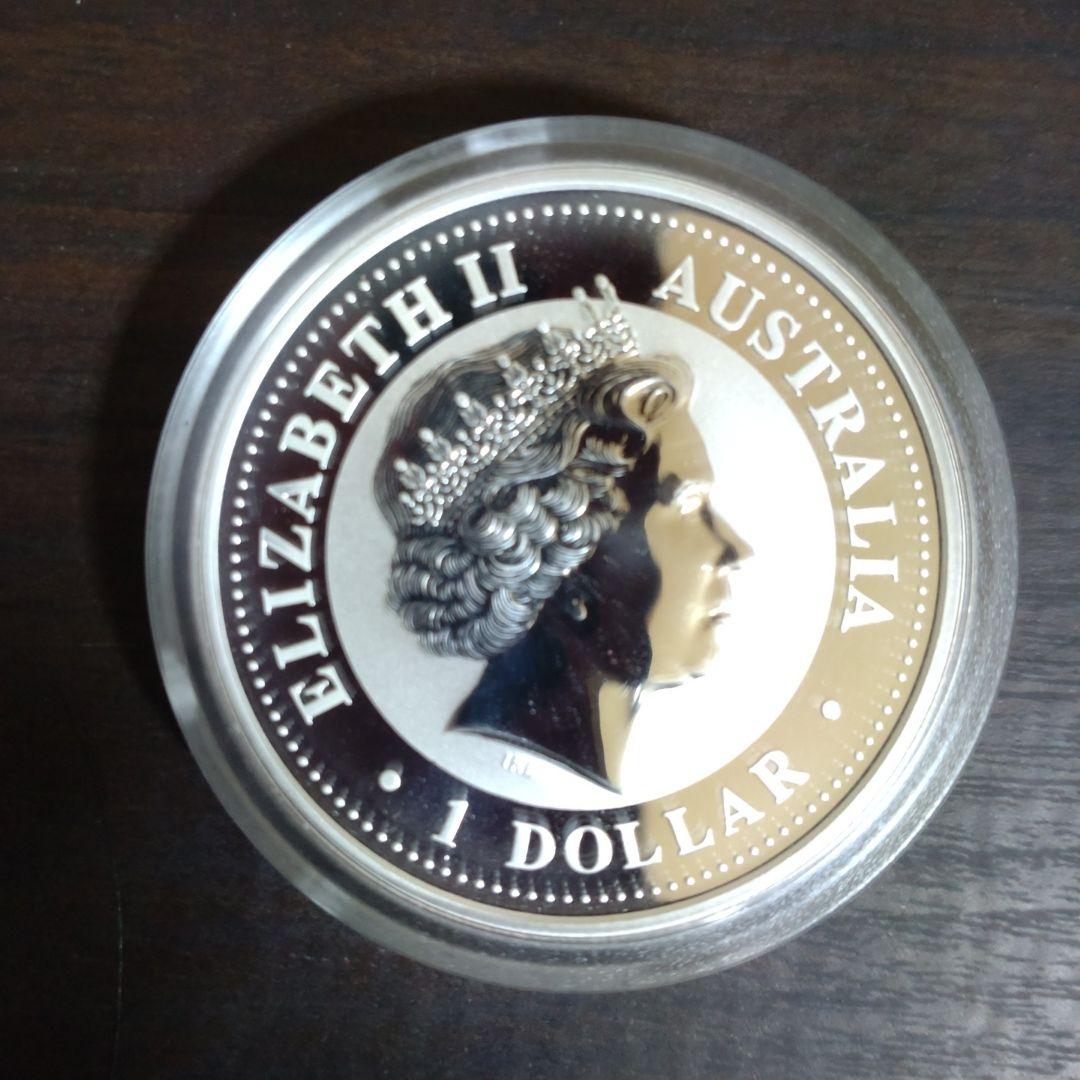 ELIZABETH II
AUSTRALIA
1 DOLLAR